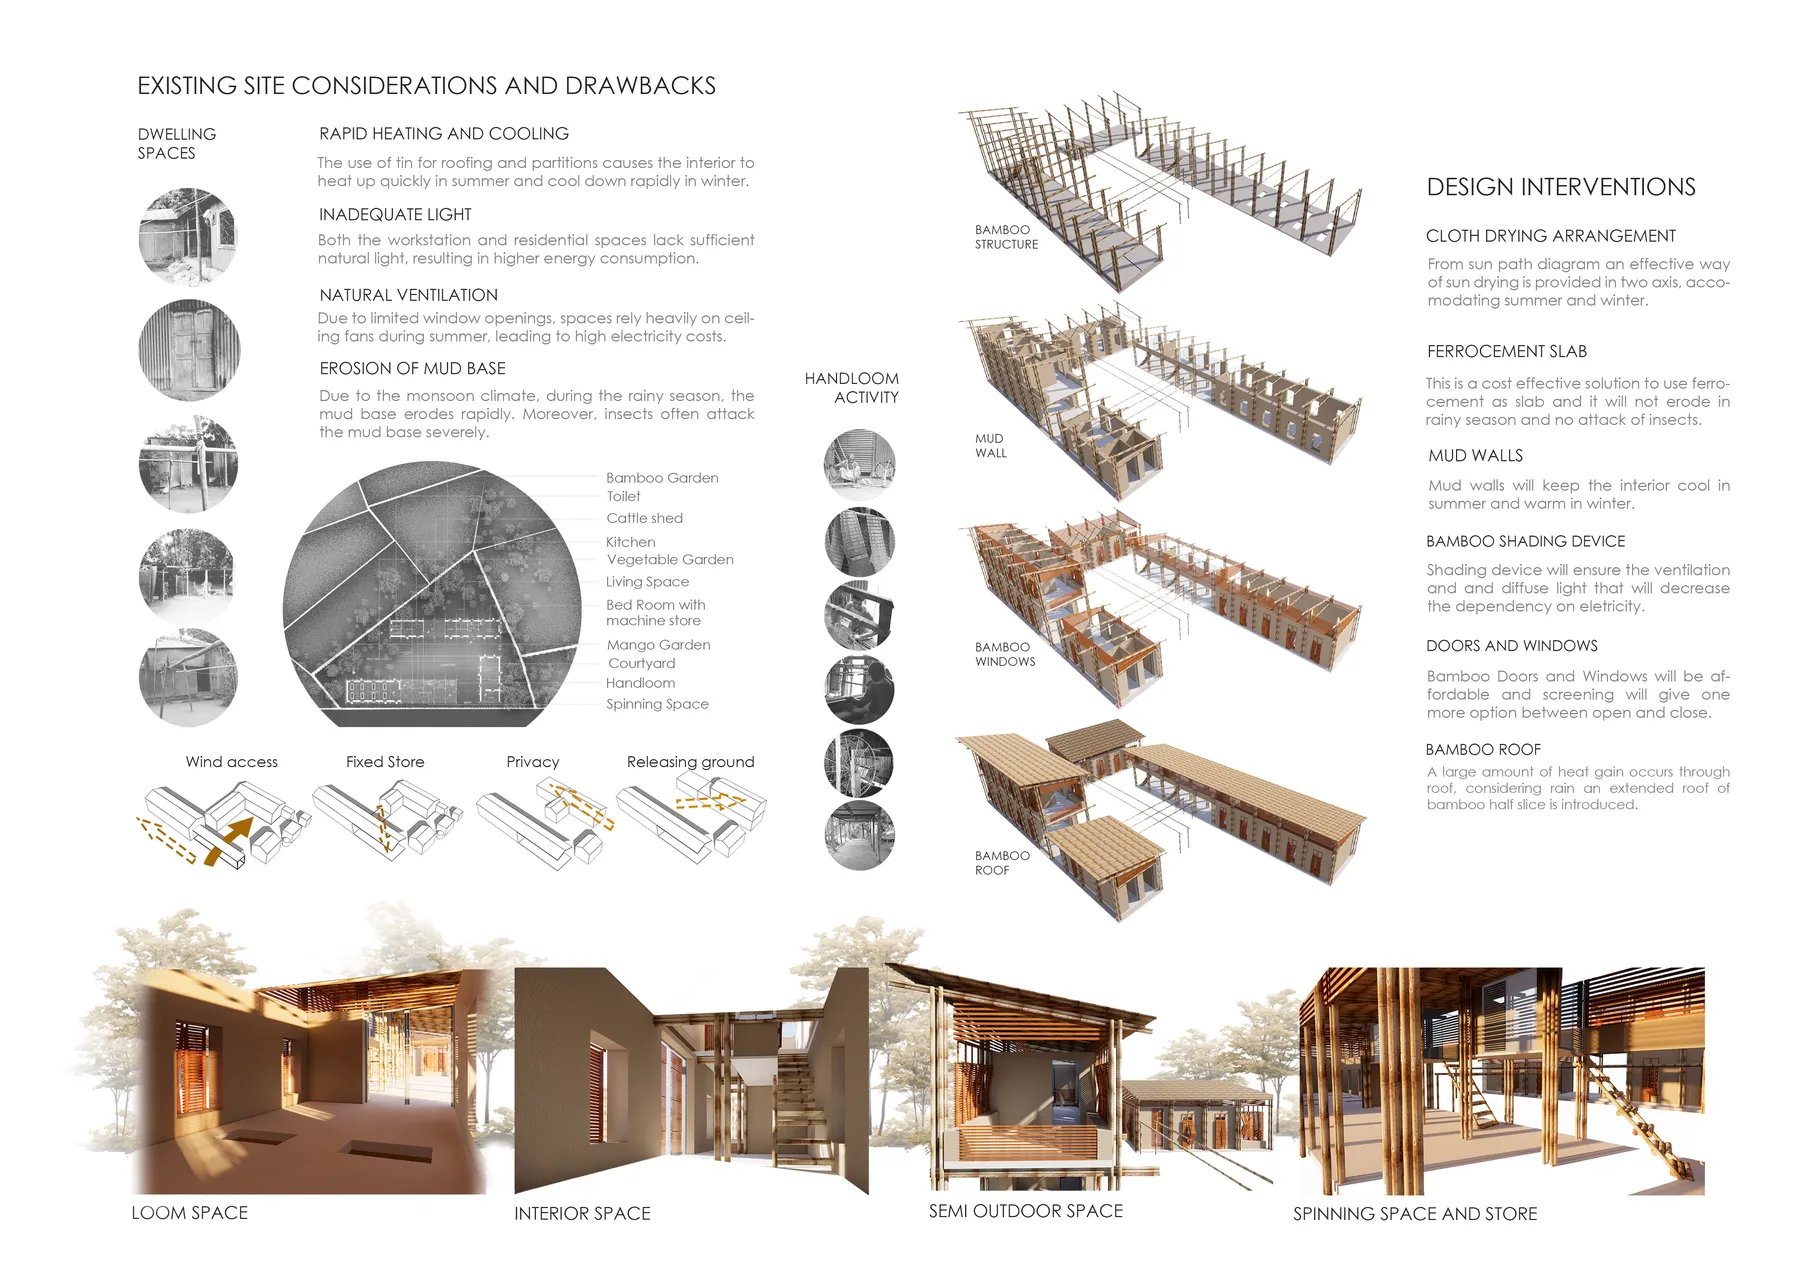 EXISTING SITE CONSIDERATIONS AND DRAWBACKS
DWELLING
SPACES
RAPID HEATING AND COOLING
The use of tin for roofing and partitions causes the interior to
heat up quickly in summer and cool down rapidly in winter.
INADEQUATE LIGHT
Both the workstation and residential spaces lack sufficient
natural light, resulting in higher energy consumption.
NATURAL VENTILATION
Due to limited window openings, spaces rely heavily on ceil-
ing fans during summer, leading to high electricity costs.
EROSION OF MUD BASE
Due to the monsoon climate, during the rainy season, the
mud base erodes rapidly. Moreover, insects often attack
the mud base severely.
Bamboo Garden
Toilet
Cattle shed
Kitchen
Vegetable Garden
Living Space
Bed Room with
machine store
Mango Garden
Courtyard
Handloom
Spinning Space
Wind access
Fixed Store
Privacy
Releasing ground
HANDLOOM
ACTIVITY
BAMBOO
STRUCTURE
MUD
WALL
BAMBOO
WINDOWS
BAMBOO
ROOF
DESIGN INTERVENTIONS
CLOTH DRYING ARRANGEMENT
From sun path diagram an effective way
of sun drying is provided in two axis, acco-
modating summer and winter.
FERROCEMENT SLAB
This is a cost effective solution to use ferro-
cement as slab and it will not erode in
rainy season and no attack of insects.
MUD WALLS
Mud walls will keep the interior cool in
summer and warm in winter.
BAMBOO SHADING DEVICE
Shading device will ensure the ventilation
and and diffuse light that will decrease
the dependency on eletricity.
DOORS AND WINDOWS
Bamboo Doors and Windows will be af-
fordable and screening will give one
more option between open and close.
BAMBOO ROOF
A large amount of heat gain occurs through
roof, considering rain an extended roof of
bamboo half slice is introduced.
LOOM SPACE
INTERIOR SPACE
SEMI OUTDOOR SPACE
SPINNING SPACE AND STORE